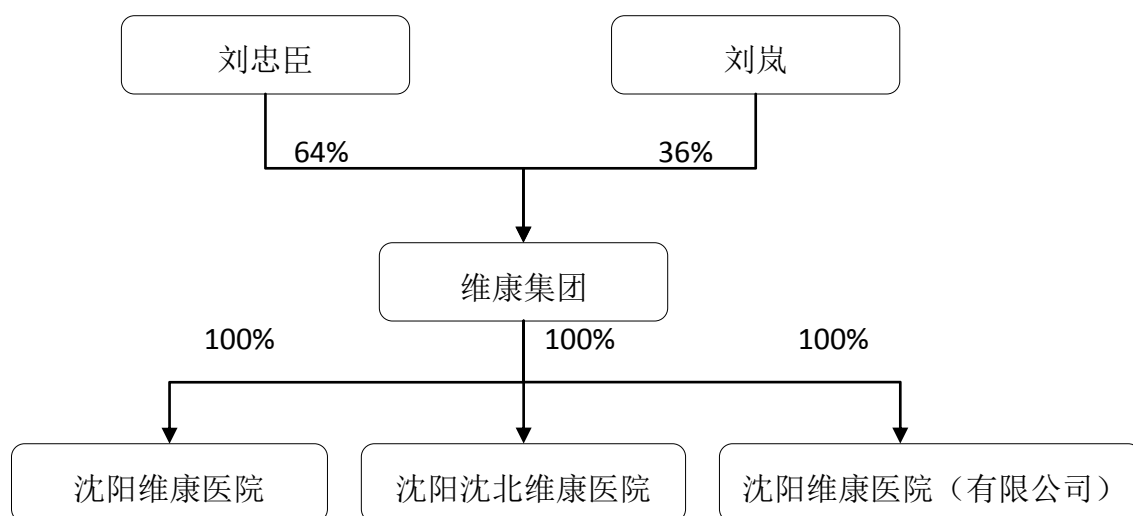 刘忠臣
刘岚
64%
36%
维康集团
100%
100%
100%
沈阳维康医院
沈阳沈北维康医院
沈阳维康医院（有限公司）